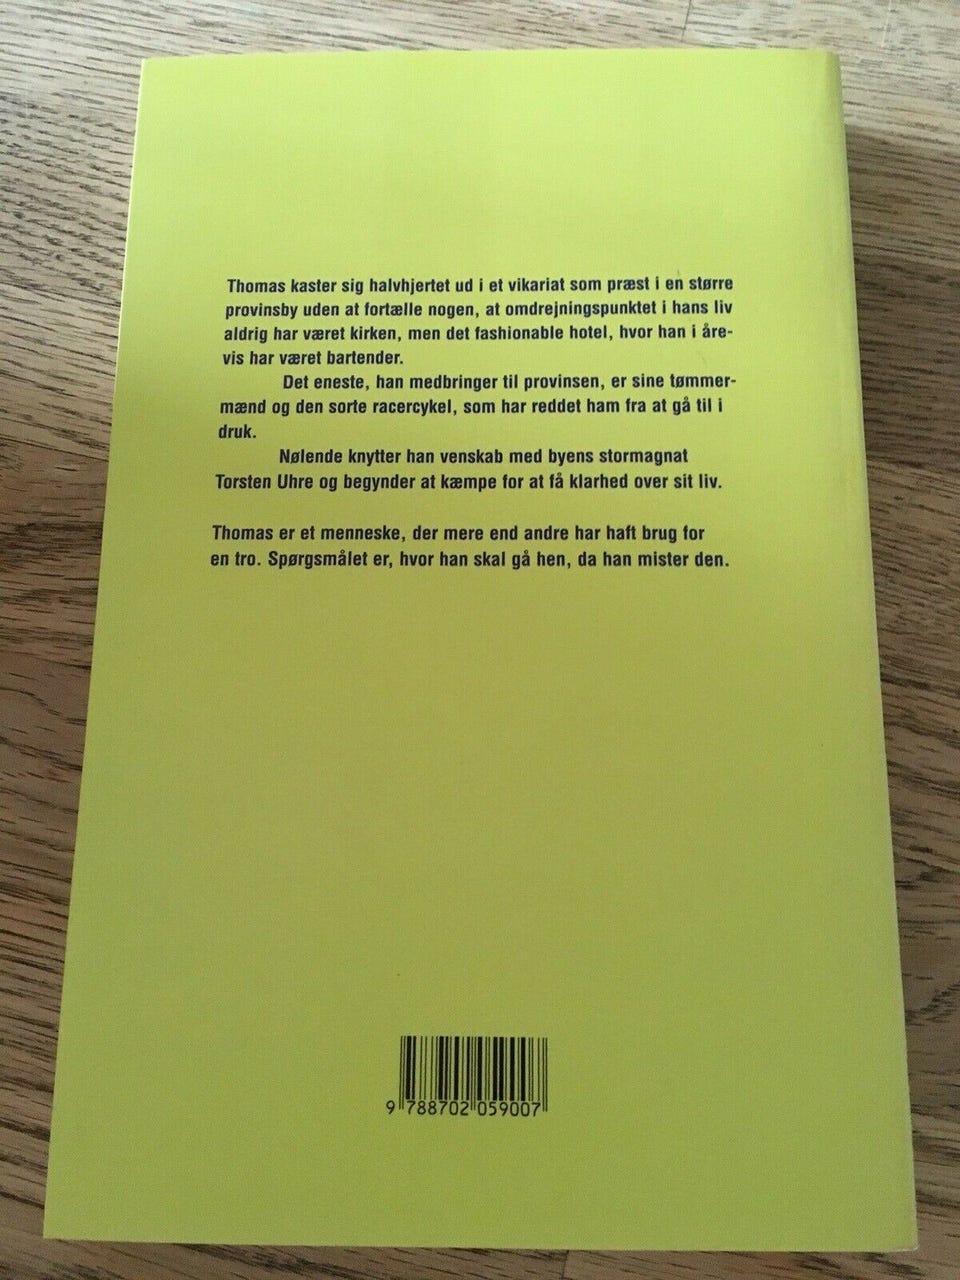 Thomas kaster sig halvhjertet ud i et vikariat som præst i en større
provinsby uden at fortælle nogen, at omdrejningspunktet i hans liv
aldrig har været kirken, men det fashionable hotel, hvor han i åre-
vis har været bartender.
Det eneste, han medbringer til provinsen, er sine tømmer-
mænd og den sorte racercykel, som har reddet ham fra at gå til i
druk.
Nølende knytter han venskab med byens stormagnat
Torsten Uhre og begynder at kæmpe for at få klarhed over sit liv.
Thomas er et menneske, der mere end andre har haft brug for
en tro. Spørgsmålet er, hvor han skal gå hen, da han mister den.
9 788702 059007